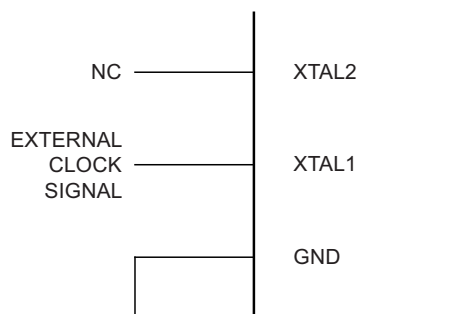 NC
XTAL2
EXTERNAL
CLOCK
SIGNAL
XTAL1
GND